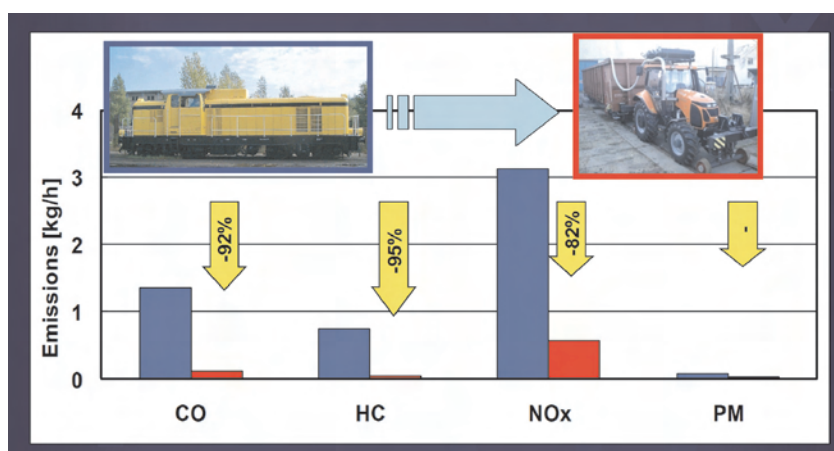 4
3
2
1
0
Emissions [kg/h]
-92%
-95%
-82%
-
CO
HC
NOx
PM